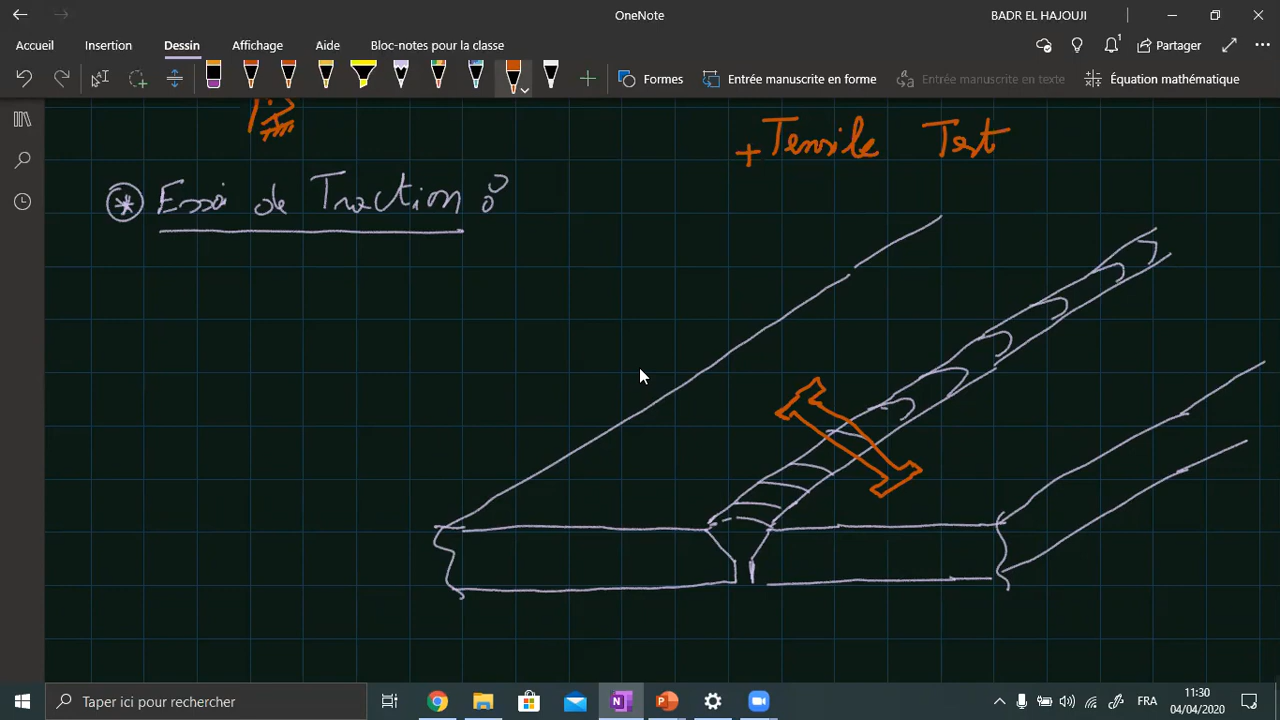 OneNote
BADR EL HAJOUJI
Accueil Insertion Dessin Affichage Aide Bloc-notes pour la classe
Partager
Formes Entrée manuscrite en forme Entrée manuscrite en texte Équation mathématique
+ Tensile Test
* Essai de Traction :
Taper ici pour rechercher
FRA
11:30
04/04/2020